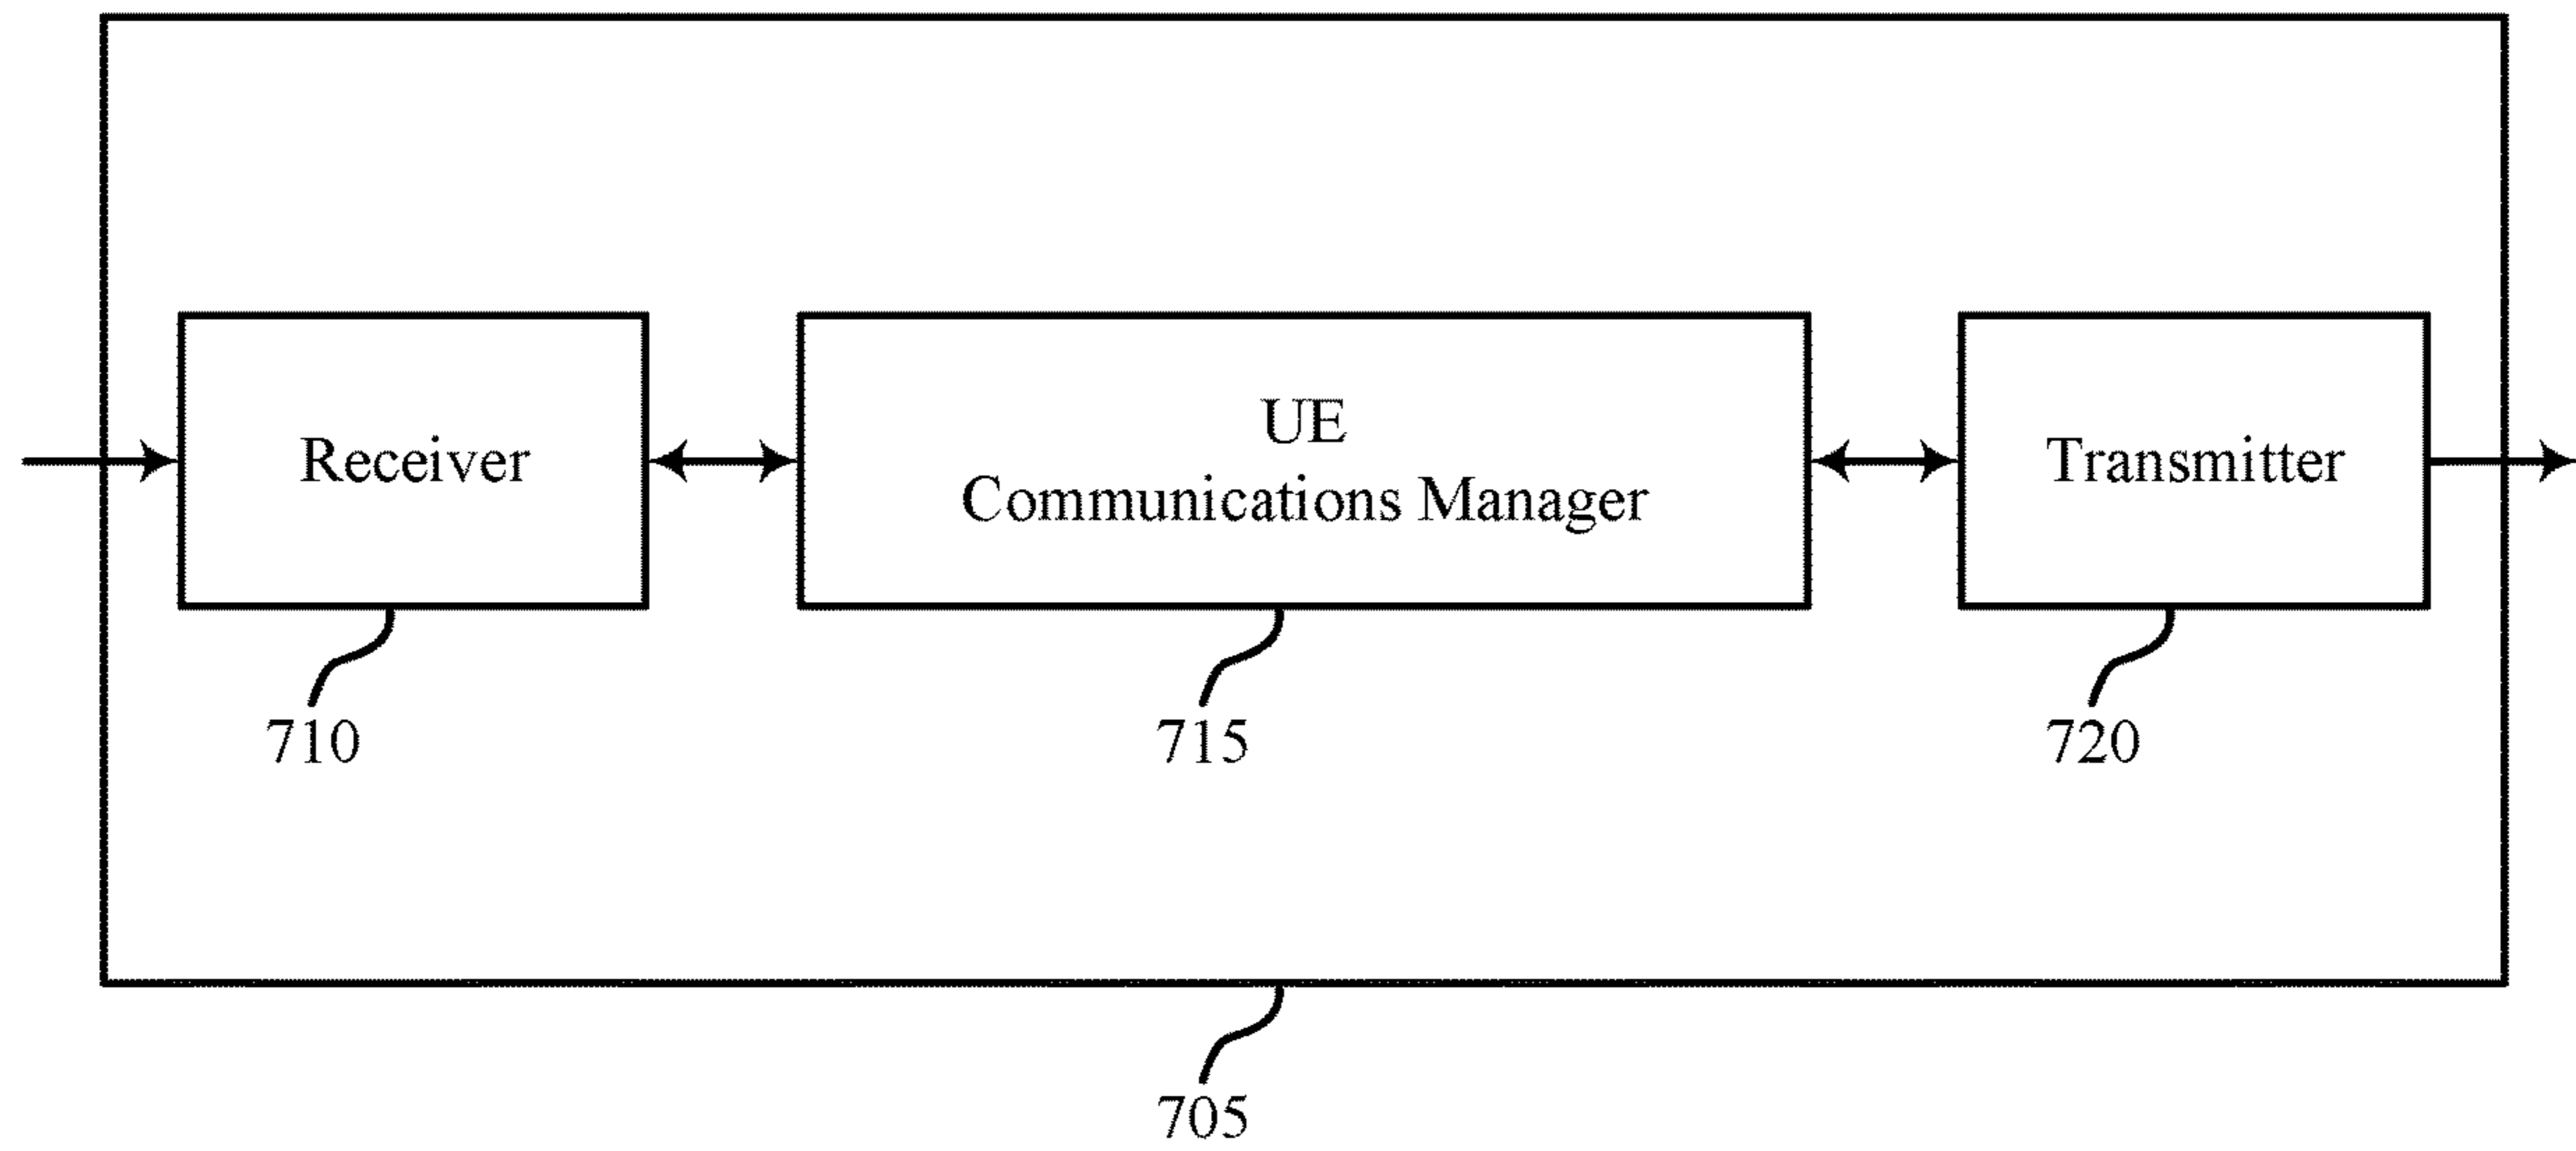 Receiver
UE
Communications Manager
Transmitter
710
715
720
705